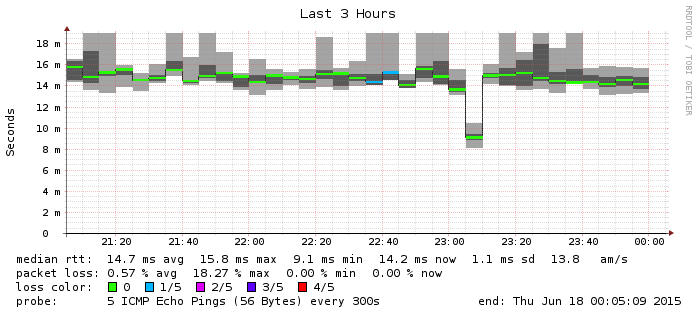 Last 3 Hours
RRDTOOL / TOBI OETIKER
Seconds
18 m
16 m
14 m
12 m
10 m
8 m
6 m
4 m
2 m
0
21:20 21:40 22:00 22:20 22:40 23:00 23:20 23:40 00:00
median rtt: 14.7 ms avg 15.8 ms max 9.1 ms min 14.2 ms now 1.1 ms sd 13.8 am/s
packet loss: 0.57 % avg 18.27 % max 0.00 % min 0.00 % now
loss color: 0 1/5 2/5 3/5 4/5
probe: 5 ICMP Echo Pings (56 Bytes) every 300s end: Thu Jun 18 00:05:09 2015